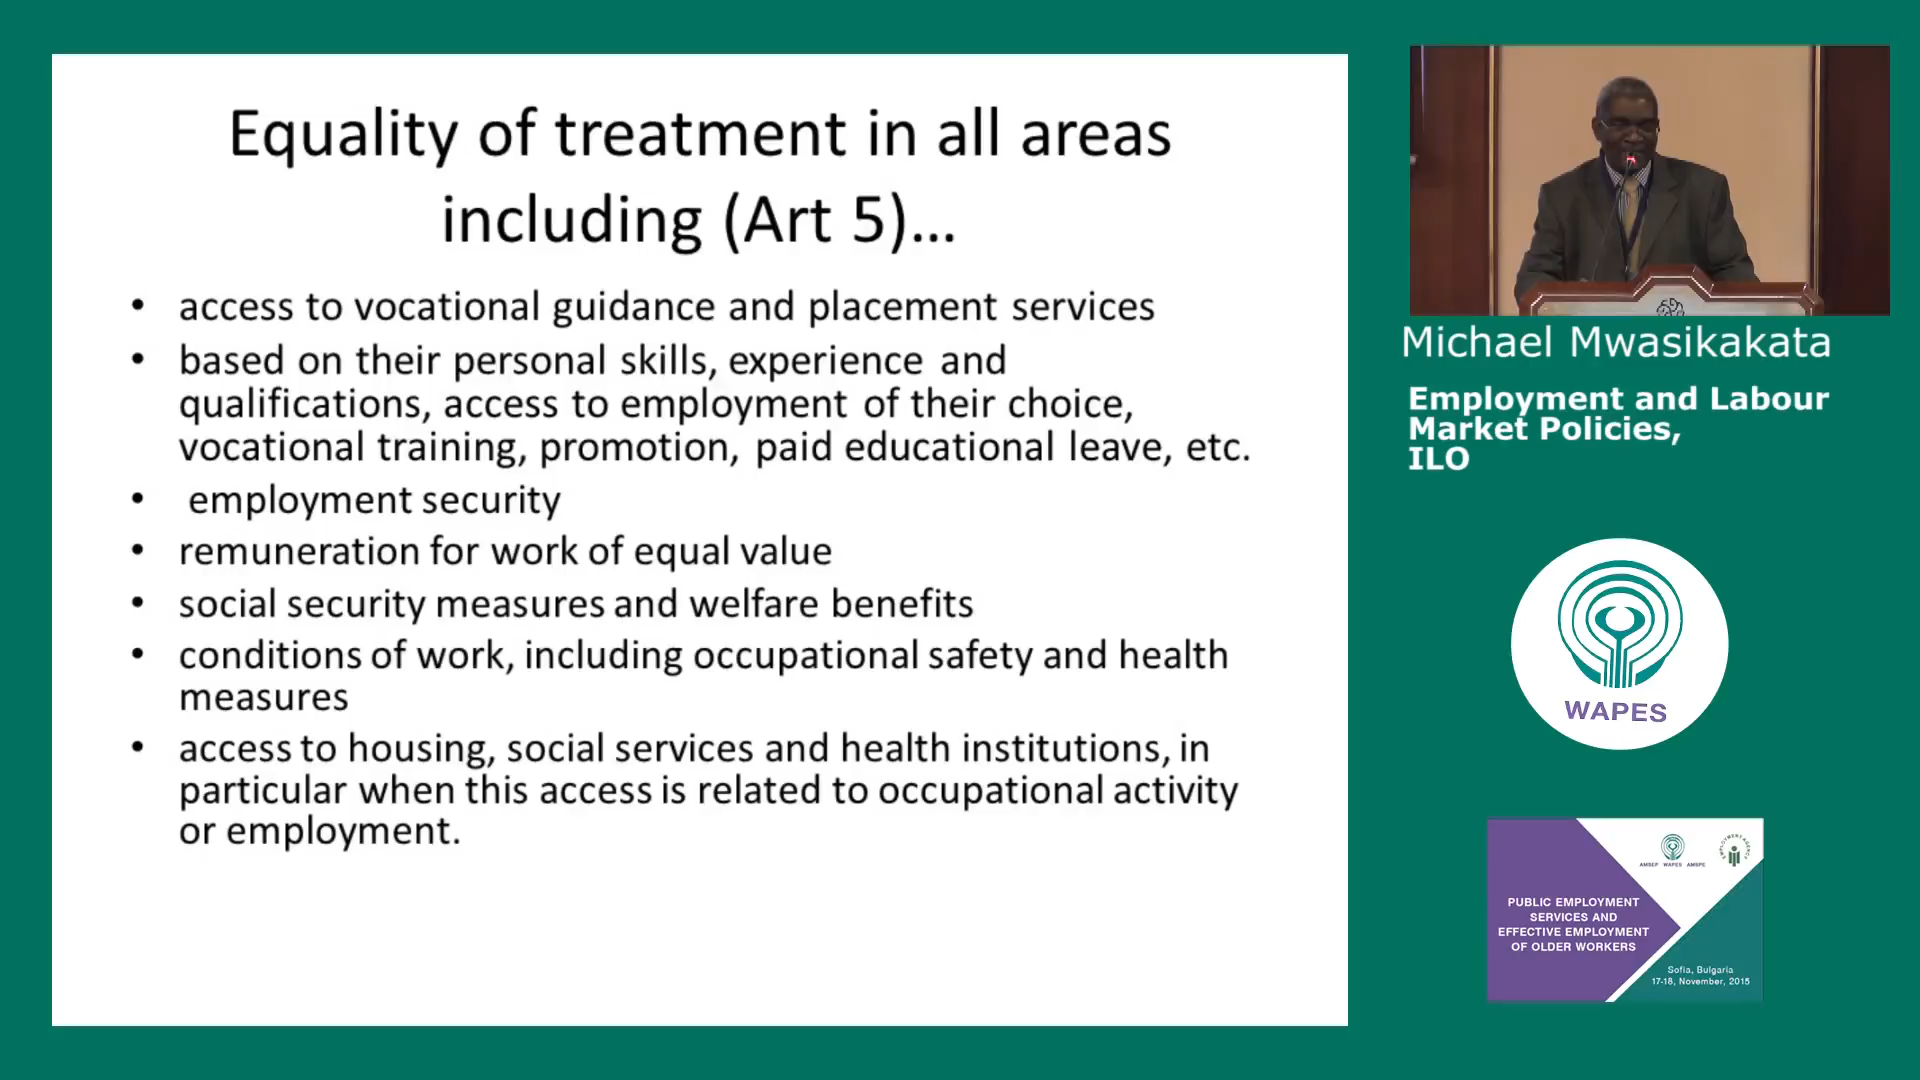 Equality of treatment in all areas
including (Art 5)...
• access to vocational guidance and placement services
• based on their personal skills, experience and
qualifications, access to employment of their choice,
vocational training, promotion, paid educational leave, etc.
• employment security
• remuneration for work of equal value
• social security measures and welfare benefits
• conditions of work, including occupational safety and health
measures
• access to housing, social services and health institutions, in
particular when this access is related to occupational activity
or employment.
Michael Mwasikakata
Employment and Labour
Market Policies,
ILO
WAPES
AMSEP WAPES AMSPE
EMPLOYMENT AGENCY
PUBLIC EMPLOYMENT
SERVICES AND
EFFECTIVE EMPLOYMENT
OF OLDER WORKERS
Sofia, Bulgaria
17-18, November, 2015